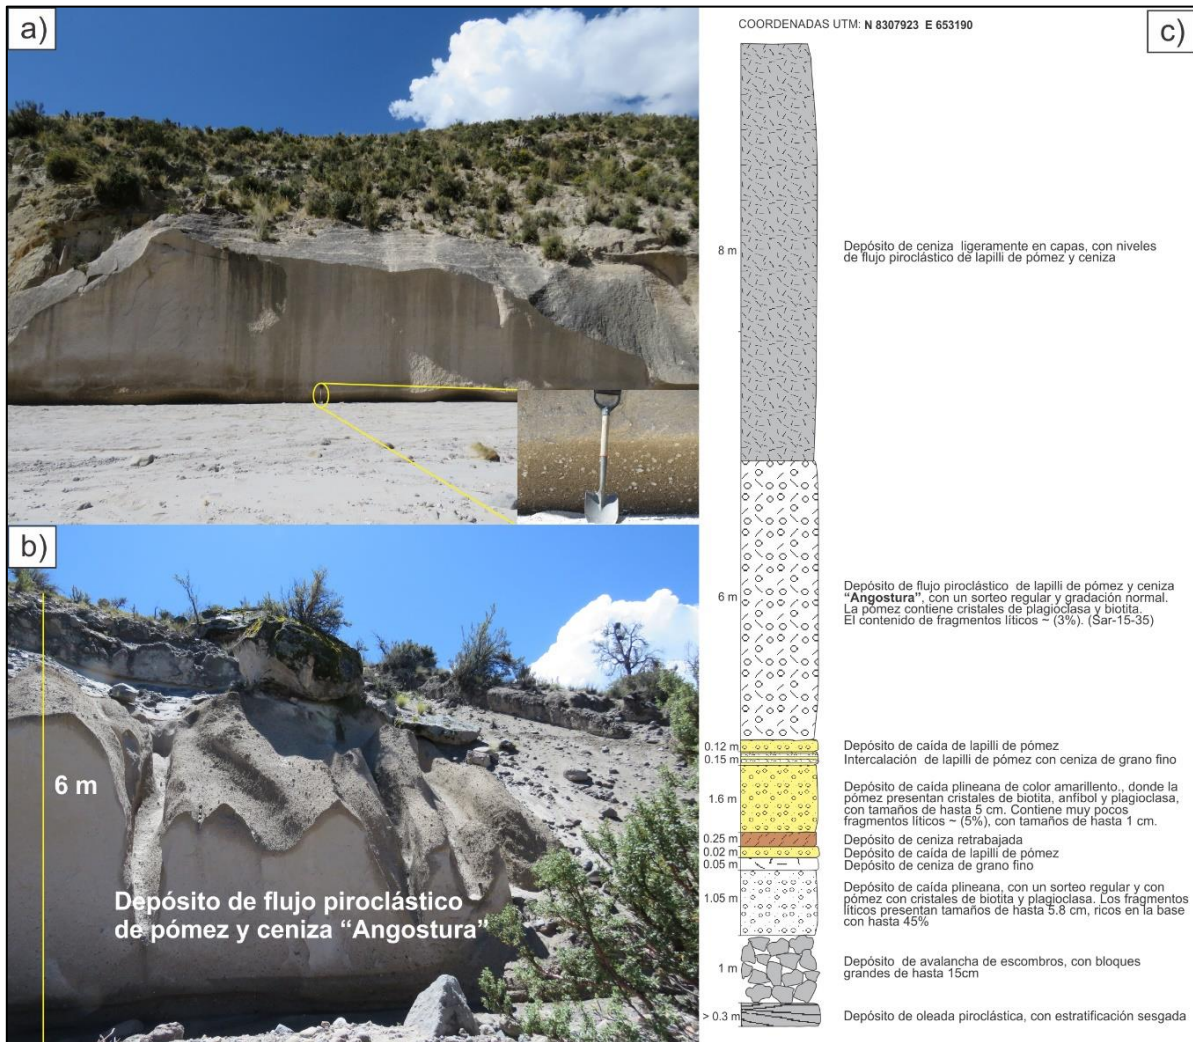 a)
b)
6 m
Depósito de flujo piroclástico
de pómez y ceniza “Angostura”
COORDENADAS UTM: N 8307923 E 653190
c)
8 m
Depósito de ceniza ligeramente en capas, con niveles
de flujo piroclástico de lapilli de pómez y ceniza
6 m
Depósito de flujo piroclástico de lapilli de pómez y ceniza
“Angostura”, con un sorteo regular y gradación normal.
La pómez contiene cristales de plagioclasa y biotita.
El contenido de fragmentos líticos ~ (3%). (Sar-15-35)
0.12 m
Depósito de caída de lapilli de pómez
0.15 m
Intercalación de lapilli de pómez con ceniza de grano fino
1.6 m
Depósito de caída plineana de color amarillento., donde la
pómez presentan cristales de biotita, anfibol y plagioclasa,
con tamaños de hasta 5 cm. Contiene muy pocos
fragmentos líticos ~ (5%), con tamaños de hasta 1 cm.
0.25 m
Depósito de ceniza retrabajada
0.02 m
Depósito de caída de lapilli de pómez
0.05 m
Depósito de ceniza de grano fino
1.05 m
Depósito de caída plineana, con un sorteo regular y con
pómez con cristales de biotita y plagioclasa. Los fragmentos
líticos presentan tamaños de hasta 5.8 cm, ricos en la base
con hasta 45%
1 m
Depósito de avalancha de escombros, con bloques
grandes de hasta 15cm
> 0.3 m
Depósito de oleada piroclástica, con estratificación sesgada